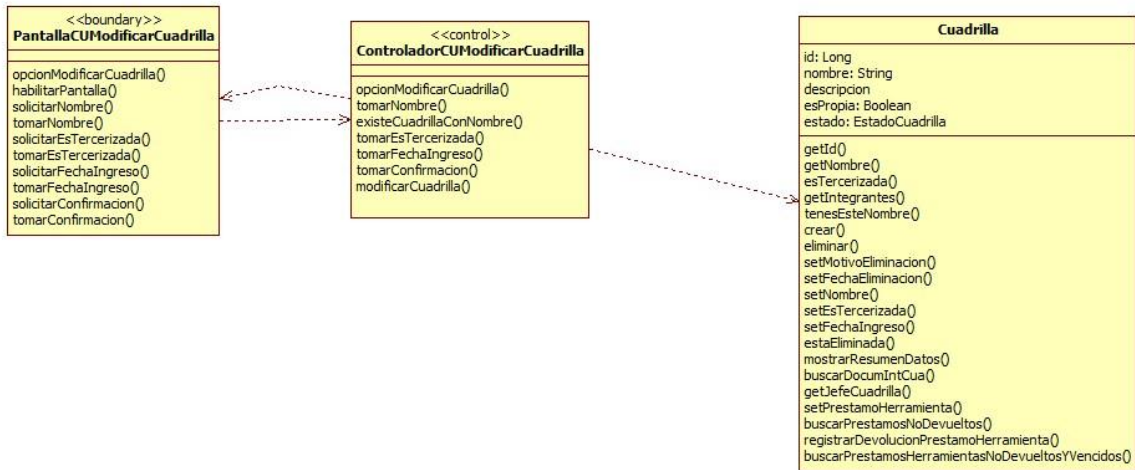 <<boundary>>
PantallaCUModificarCuadrilla
opcionModificarCuadrilla()
habilitarPantalla()
solicitarNombre()
tomarNombre()
solicitarEsTercerizada()
tomarEsTercerizada()
solicitarFechaIngreso()
tomarFechaIngreso()
solicitarConfirmacion()
tomarConfirmacion()
<<control>>
ControladorCUModificarCuadrilla
opcionModificarCuadrilla()
tomarNombre()
existeCuadrillaConNombre()
tomarEsTercerizada()
tomarFechaIngreso()
tomarConfirmacion()
modificarCuadrilla()
Cuadrilla
id: Long
nombre: String
descripcion
esPropia: Boolean
estado: EstadoCuadrilla
getId()
getNombre()
esTercerizada()
getIntegrantes()
tenesEsteNombre()
crear()
eliminar()
setMotivoEliminacion()
setFechaEliminacion()
setNombre()
setEsTercerizada()
setFechaIngreso()
estaEliminada()
mostrarResumenDatos()
buscarDocumIntCua()
getJefeCuadrilla()
setPrestamoHerramienta()
buscarPrestamosNoDevueltos()
registrarDevolucionPrestamoHerramienta()
buscarPrestamosHerramientasNoDevueltosYVencidos()